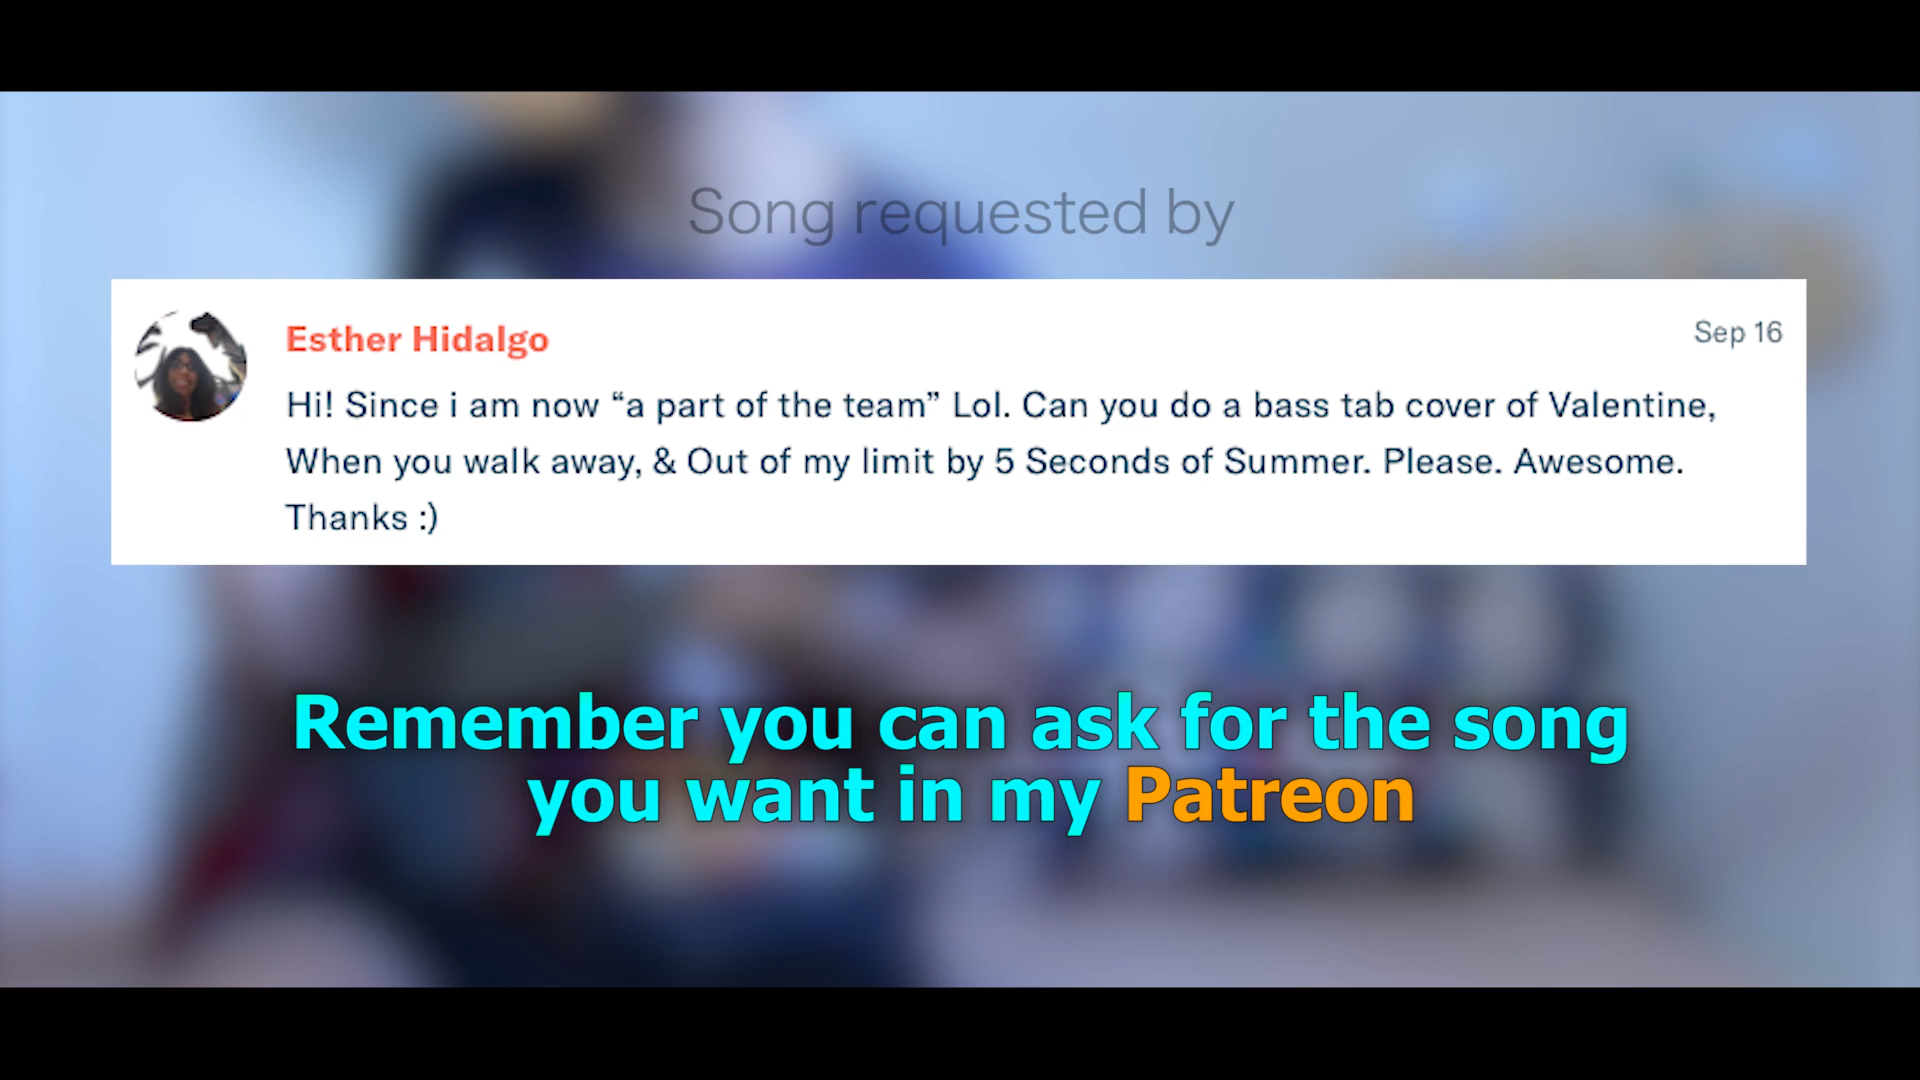 Song requested by
Esther Hidalgo
Sep 16
Hi! Since i am now “a part of the team” Lol. Can you do a bass tab cover of Valentine,
When you walk away, & Out of my limit by 5 Seconds of Summer. Please. Awesome.
Thanks :)
Remember you can ask for the song
you want in my Patreon